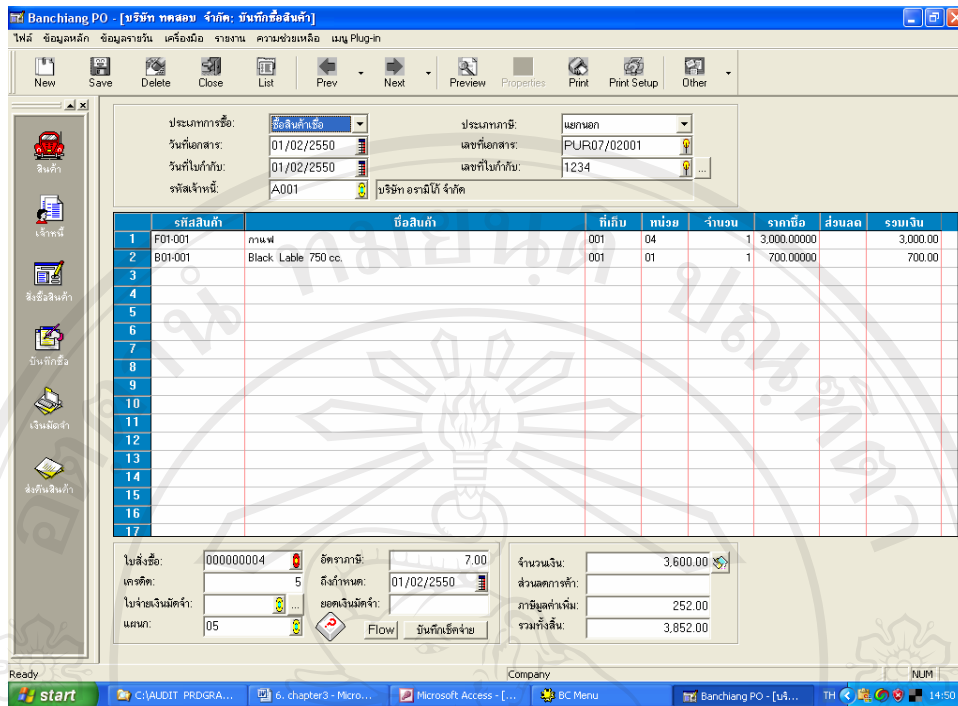 Banchiang PO - [บริษัท ทดสอบ จำกัด: บันทึกซื้อสินค้า]
ไฟล์ ข้อมูลหลัก ข้อมูลรายวัน เครื่องมือ รายงาน ความช่วยเหลือ เมนู Plug-in
New Save Delete Close List Prev Next Preview Properties Print Print Setup Other
ประเภทการซื้อ: ซื้อสินค้าเชื่อ ประเภทภาษี: แยกนอก
วันที่เอกสาร: 01/02/2550 เลขที่เอกสาร: PUR07/02001
วันที่ใบกำกับ: 01/02/2550 เลขที่ใบกำกับ: 1234 ...
รหัสเจ้าหนี้: A001 บริษัท อรามิโก้ จำกัด
สินค้า
เจ้าหนี้
สั่งซื้อสินค้า
บันทึกซื้อ
เงินมัดจำ
ส่งคืนสินค้า
รหัสสินค้า ชื่อสินค้า ที่เก็บ หน่วย จำนวน ราคาซื้อ ส่วนลด รวมเงิน
1 F01-001 กาแฟ 001 04 1 3,000.00000 3,000.00
2 B01-001 Black Lable 750 cc. 001 01 1 700.00000 700.00
3
4
5
6
7
8
9
10
11
12
13
14
15
16
17
ใบสั่งซื้อ: 000000004 อัตราภาษี: 7.00 จำนวนเงิน: 3,600.00
เครดิต: 5 ถึงกำหนด: 01/02/2550 ส่วนลดการค้า:
ใบจ่ายเงินมัดจำ: ... ยอดเงินมัดจำ: ภาษีมูลค่าเพิ่ม: 252.00
แผนก: 05 Flow บันทึกเช็คจ่าย รวมทั้งสิ้น: 3,852.00
ลิขสิทธิ์มหาวิทยาลัย
Ready Company NUM
start C:\AUDIT PRDGRA... 6. chapter3 - Micro... Microsoft Access - [... BC Menu Banchiang PO - [บริ... TH 14:50